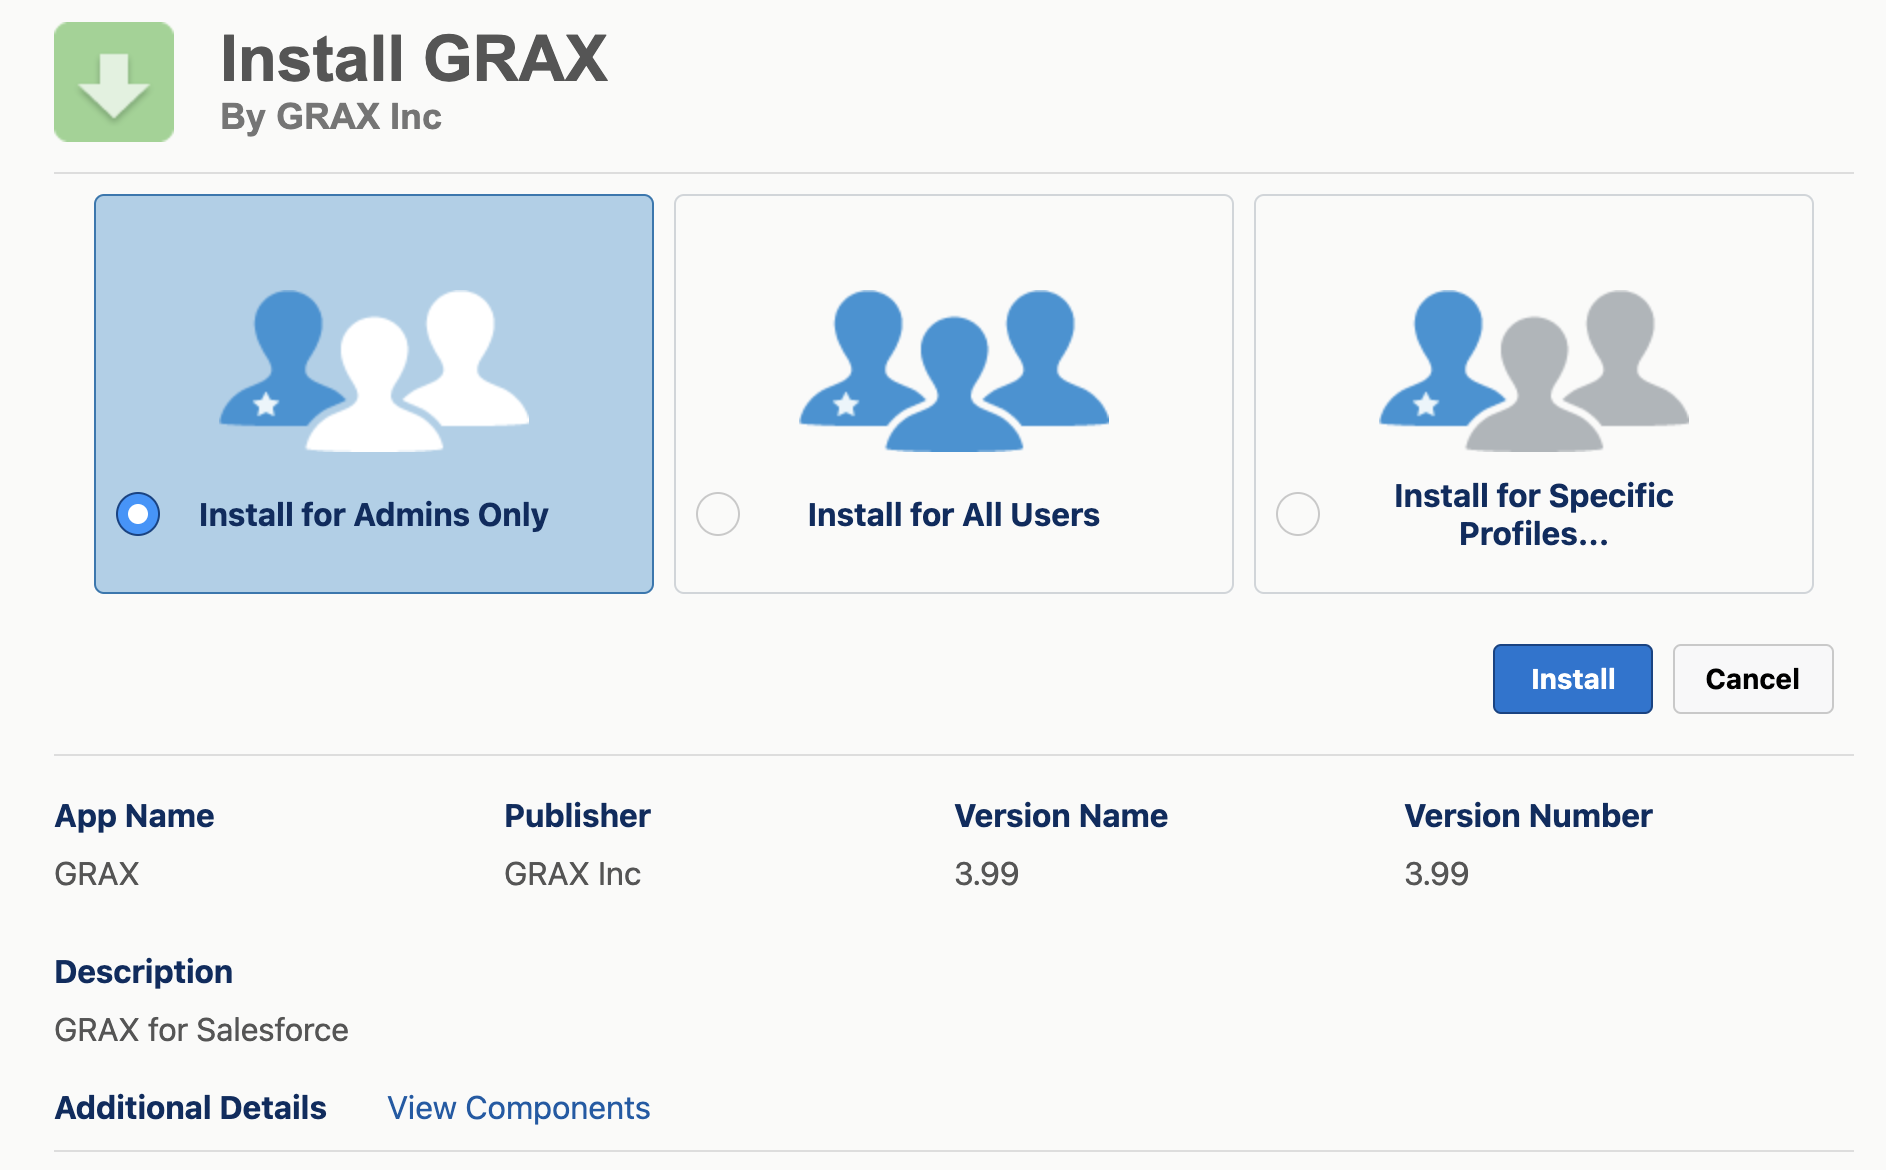 Install GRAX
By GRAX Inc
Install for Admins Only
Install for All Users
Install for Specific
Profiles...
Install
Cancel
App Name
Publisher
Version Name
Version Number
GRAX
GRAX Inc
3.99
3.99
Description
GRAX for Salesforce
Additional Details
View Components